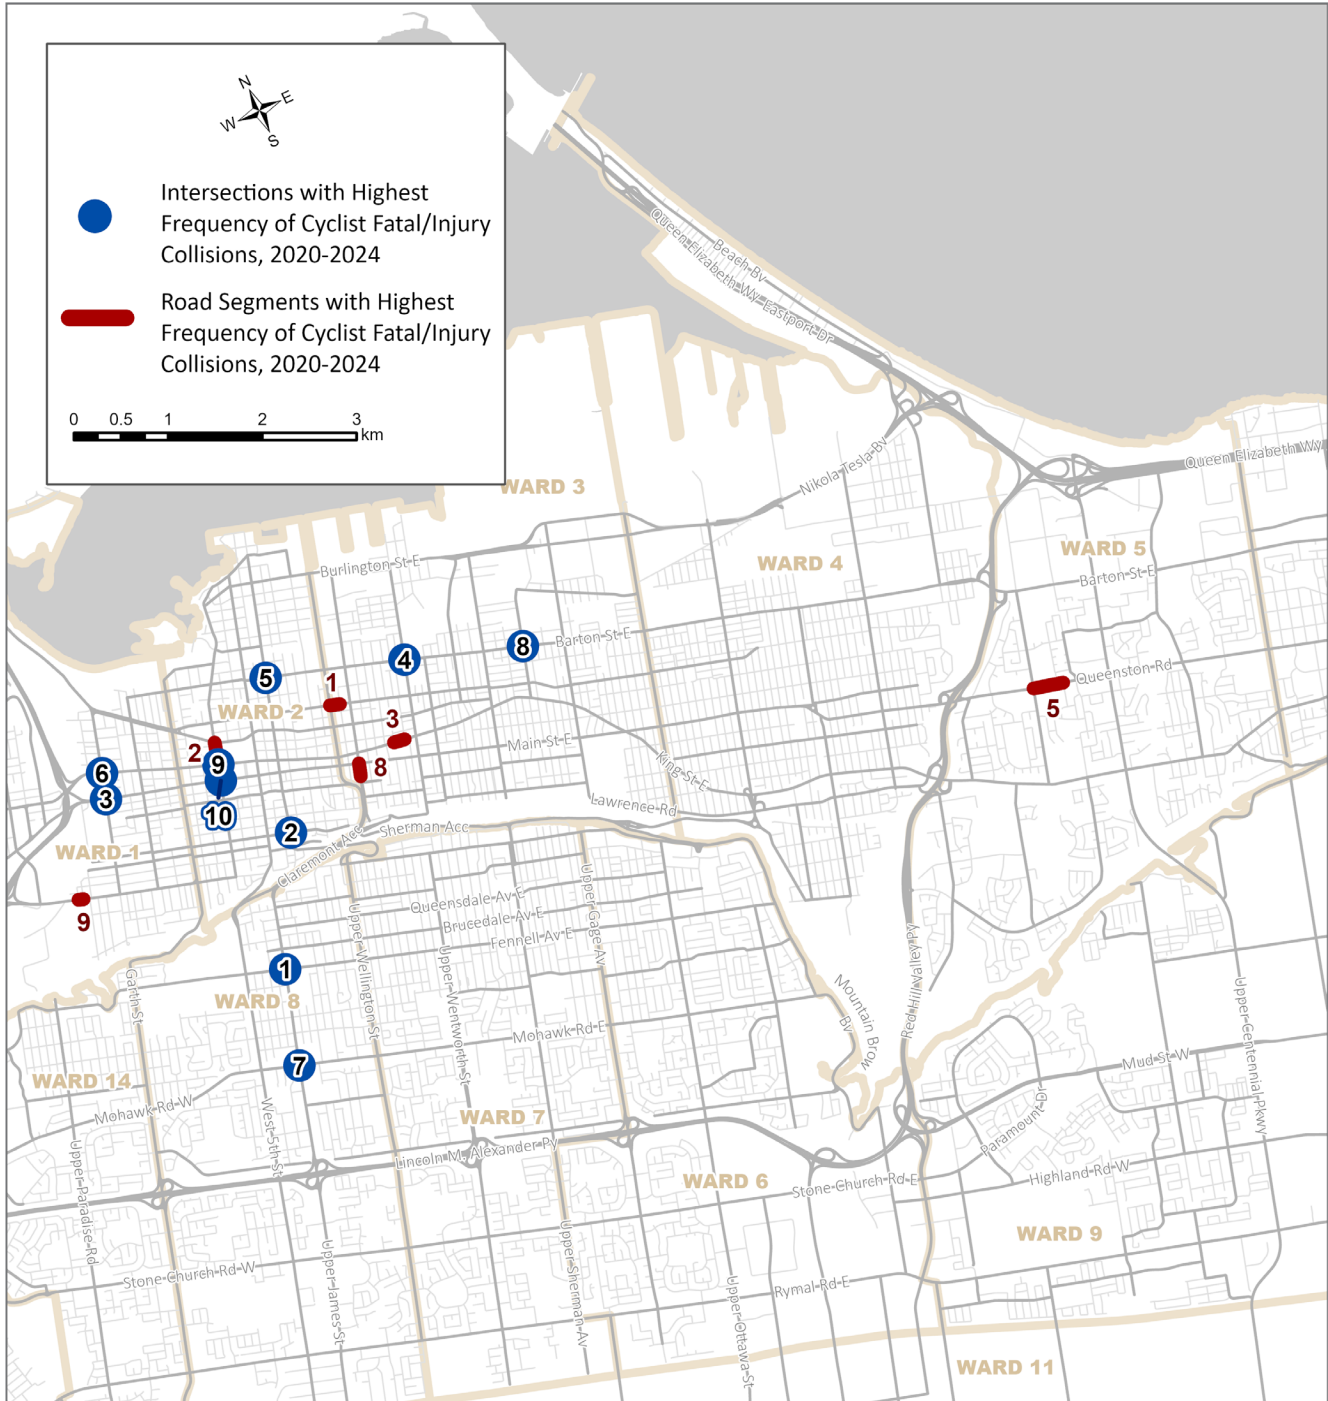 N
E
W
S
Intersections with Highest
Frequency of Cyclist Fatal/Injury
Collisions, 2020-2024
Road Segments with Highest
Frequency of Cyclist Fatal/Injury
Collisions, 2020-2024
0 0.5 1 2 3
km
Queen Elizabeth Wy
Beach Bv
Eastport Dr
Queen Elizabeth Wy
Nikola Tesla Bv
WARD 3
WARD 4
WARD 5
Burlington St E
Barton St E
Barton St E
8
4
5
Queenston Rd
1
WARD 2
5
3
2
Main St E
King St E
9
8
6
3
10
Lawrence Rd
2
Sherman Acc
WARD 1
Claremont Acc
9
Queensdale Av E
Brucedale Av E
Fennell Av E
Upper Gage Av
Upper Wellington St
Upper Wentworth St
1
Garth St
WARD 8
Red Hill Valley Py
Mountain Brow
Bv
Upper Centennial Pkwy
Mohawk Rd E
7
Mud St W
WARD 14
Mohawk Rd W
West 5th St
WARD 7
Paramount Dr
Lincoln M. Alexander Py
Upper Paradise Rd
WARD 6
Stone Church Rd E
Highland Rd W
WARD 9
Stone Church Rd W
Upper James St
Upper Sherman Av
Upper Ottawa St
Rymal Rd E
WARD 11